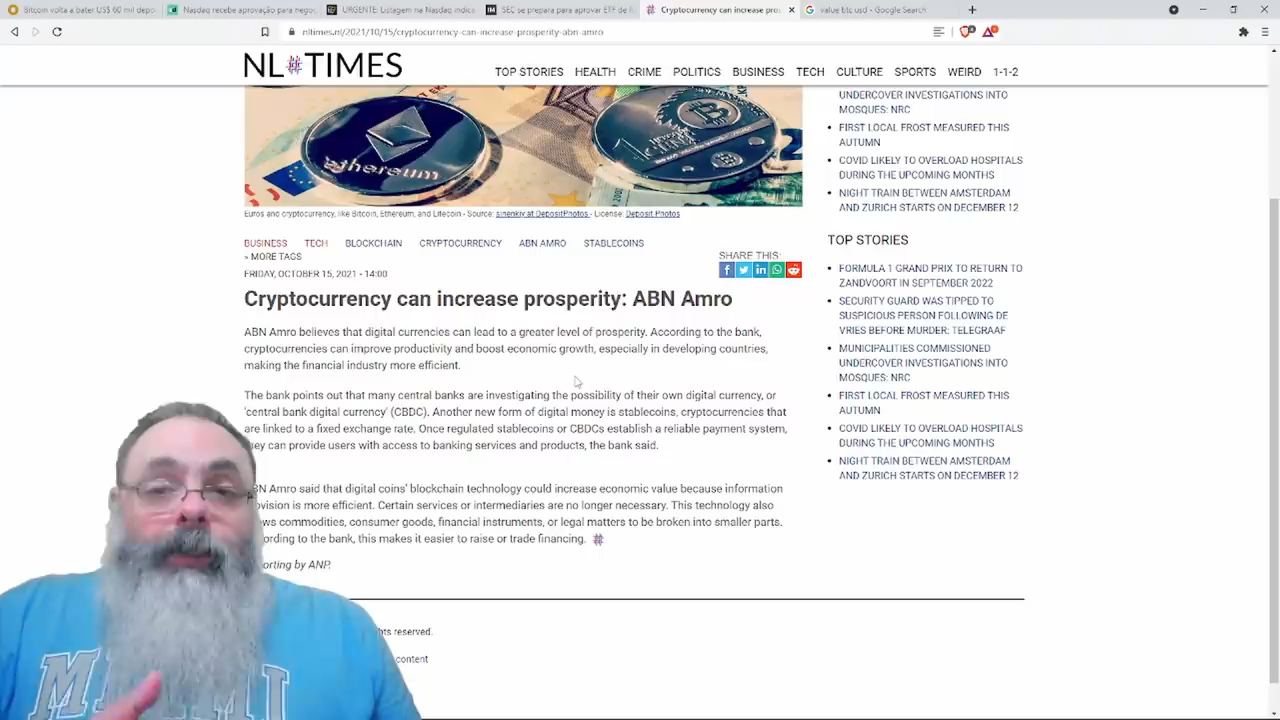 Bitcoin volta a bater US$ 60 mil depo
Nasdaq recebe aprovação para negoc
URGENTE: Listagem na Nasdaq indica
SEC se prepara para aprovar ETF de B
Cryptocurrency can increase pros
value btc usd - Google Search
nltimes.nl/2021/10/15/cryptocurrency-can-increase-prosperity-abn-amro
NL#TIMES
TOP STORIES HEALTH CRIME POLITICS BUSINESS TECH CULTURE SPORTS WEIRD 1-1-2
ethereum
Euros and cryptocurrency, like Bitcoin, Ethereum, and Litecoin - Source: sinenkiy at DepositPhotos - License: Deposit Photos
BUSINESS TECH BLOCKCHAIN CRYPTOCURRENCY ABN AMRO STABLECOINS
» MORE TAGS
SHARE THIS:
FRIDAY, OCTOBER 15, 2021 - 14:00
Cryptocurrency can increase prosperity: ABN Amro
ABN Amro believes that digital currencies can lead to a greater level of prosperity. According to the bank,
cryptocurrencies can improve productivity and boost economic growth, especially in developing countries,
making the financial industry more efficient.
The bank points out that many central banks are investigating the possibility of their own digital currency, or
'central bank digital currency' (CBDC). Another new form of digital money is stablecoins, cryptocurrencies that
are linked to a fixed exchange rate. Once regulated stablecoins or CBDCs establish a reliable payment system,
ey can provide users with access to banking services and products, the bank said.
BN Amro said that digital coins' blockchain technology could increase economic value because information
ovision is more efficient. Certain services or intermediaries are no longer necessary. This technology also
ows commodities, consumer goods, financial instruments, or legal matters to be broken into smaller parts.
ording to the bank, this makes it easier to raise or trade financing. #
orting by ANP.
hts reserved.
content
UNDERCOVER INVESTIGATIONS INTO
MOSQUES: NRC
FIRST LOCAL FROST MEASURED THIS
AUTUMN
COVID LIKELY TO OVERLOAD HOSPITALS
DURING THE UPCOMING MONTHS
NIGHT TRAIN BETWEEN AMSTERDAM
AND ZURICH STARTS ON DECEMBER 12
TOP STORIES
FORMULA 1 GRAND PRIX TO RETURN TO
ZANDVOORT IN SEPTEMBER 2022
SECURITY GUARD WAS TIPPED TO
SUSPICIOUS PERSON FOLLOWING DE
VRIES BEFORE MURDER: TELEGRAAF
MUNICIPALITIES COMMISSIONED
UNDERCOVER INVESTIGATIONS INTO
MOSQUES: NRC
FIRST LOCAL FROST MEASURED THIS
AUTUMN
COVID LIKELY TO OVERLOAD HOSPITALS
DURING THE UPCOMING MONTHS
NIGHT TRAIN BETWEEN AMSTERDAM
AND ZURICH STARTS ON DECEMBER 12